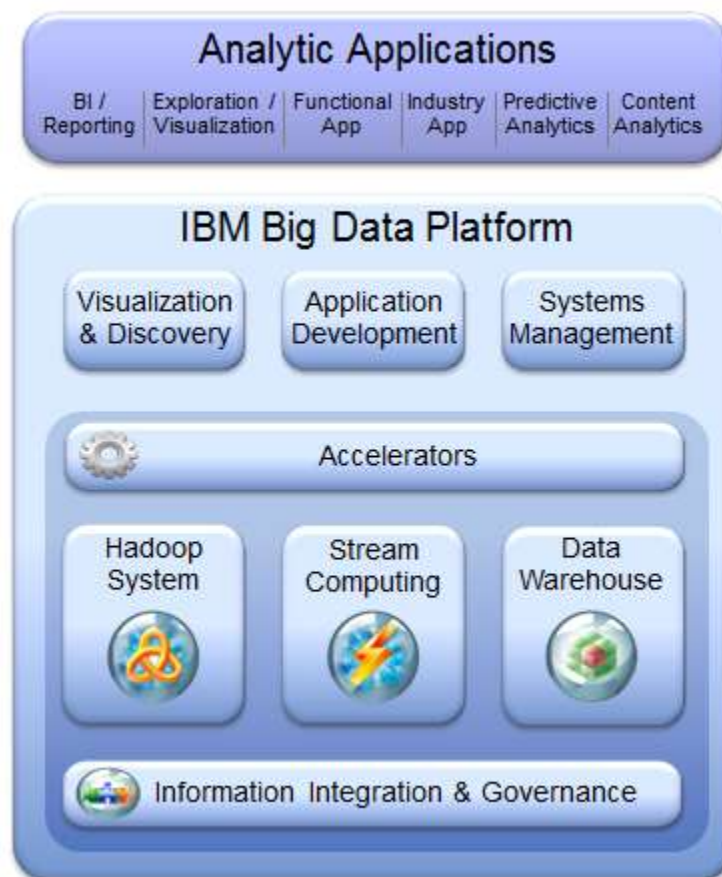 Analytic Applications
BI / Reporting
Exploration / Visualization
Functional App
Industry App
Predictive Analytics
Content Analytics
IBM Big Data Platform
Visualization
& Discovery
Application
Development
Systems
Management
Accelerators
Hadoop
System
Stream
Computing
Data
Warehouse
Information Integration & Governance